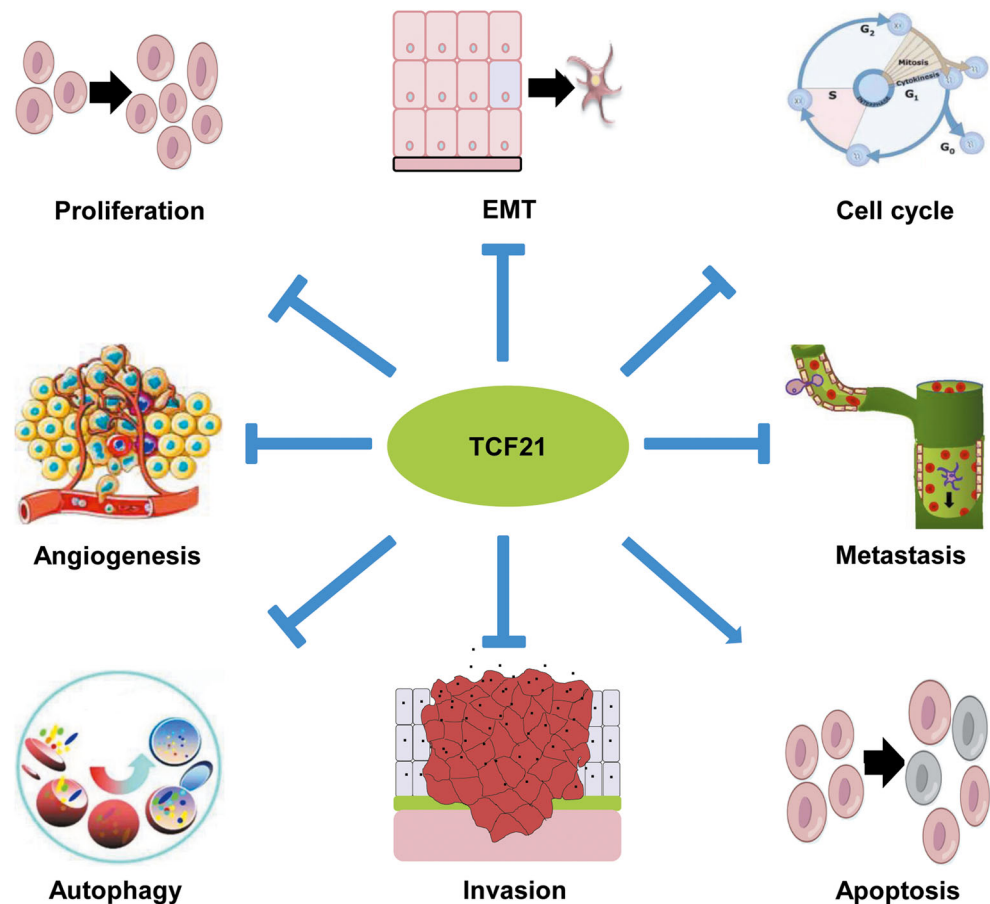 G2
Mitosis
Cytokinesis
S
G1
G0
Proliferation
EMT
Cell cycle
TCF21
Angiogenesis
Metastasis
Autophagy
Invasion
Apoptosis